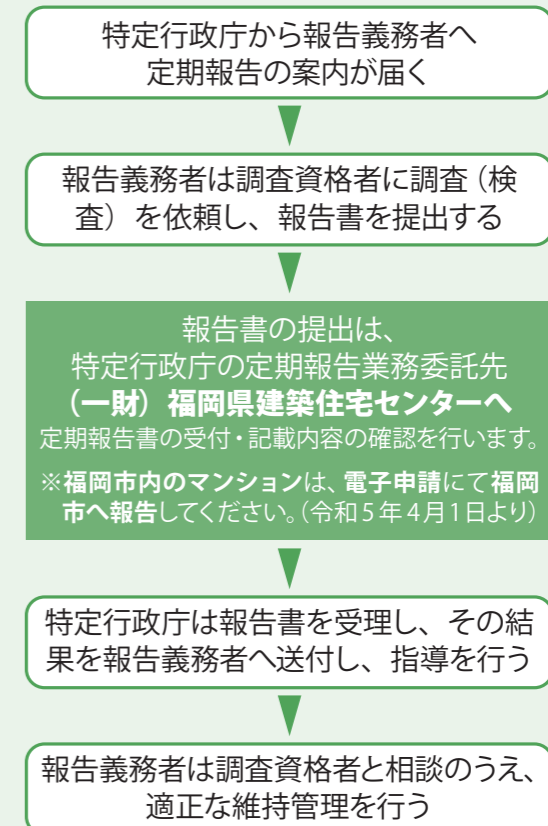 特定行政庁から報告義務者へ
定期報告の案内が届く
報告義務者は調査資格者に調査（検
査）を依頼し、報告書を提出する
報告書の提出は、
特定行政庁の定期報告業務委託先
（一財）福岡県建築住宅センターへ
定期報告書の受付・記載内容の確認を行います。
※福岡市内のマンションは、電子申請にて福岡
市へ報告してください。（令和5年4月1日より）
特定行政庁は報告書を受理し、その結
果を報告義務者へ送付し、指導を行う
報告義務者は調査資格者と相談のうえ、
適正な維持管理を行う